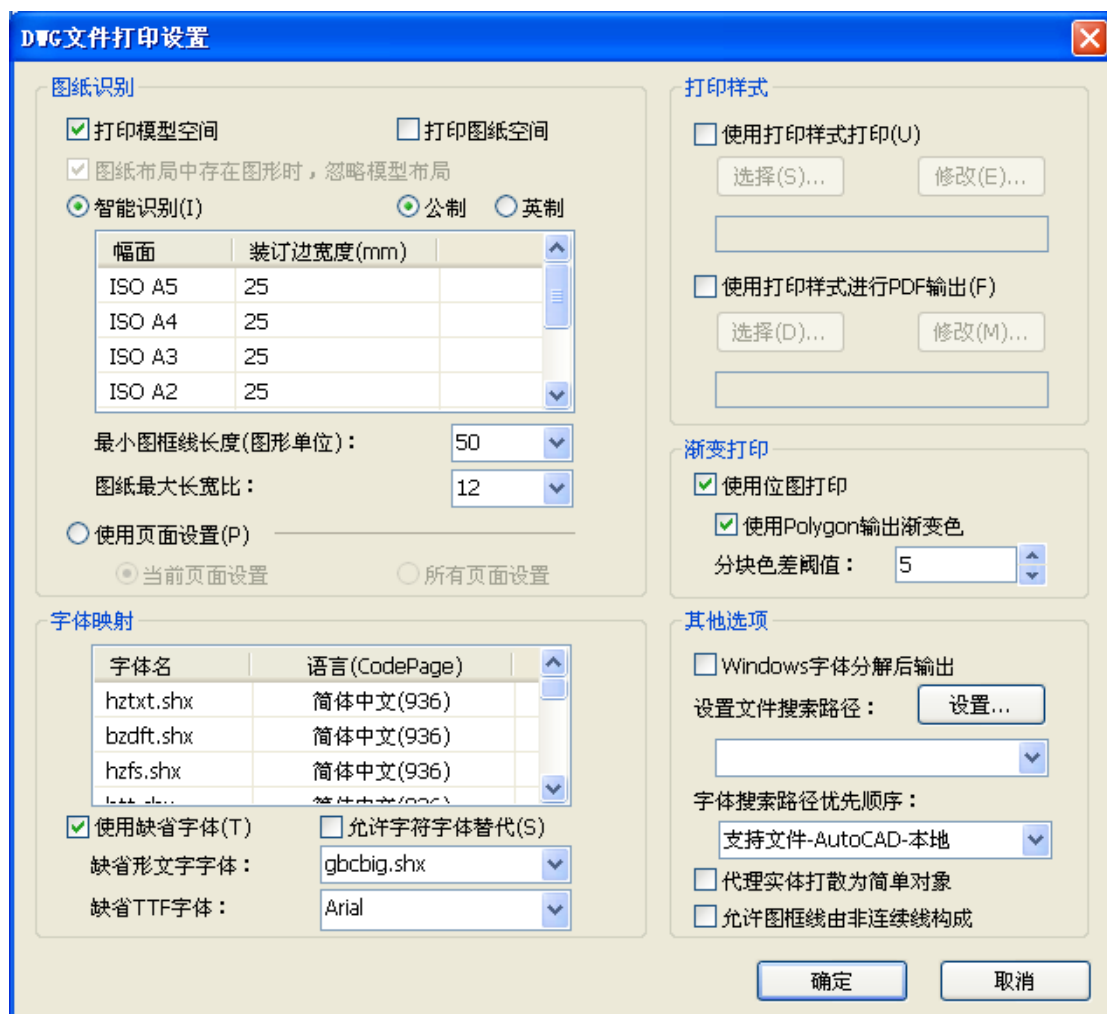 DWG文件打印设置
图纸识别
打印模型空间 打印图纸空间
图纸布局中存在图形时，忽略模型布局
智能识别(I) 公制 英制
幅面 装订边宽度(mm)
ISO A5 25
ISO A4 25
ISO A3 25
ISO A2 25
最小图框线长度(图形单位)： 50
图纸最大长宽比： 12
使用页面设置(P)
当前页面设置 所有页面设置
字体映射
字体名 语言(CodePage)
hztxt.shx 简体中文(936)
bzdft.shx 简体中文(936)
hzfs.shx 简体中文(936)
简体中文(936)
使用缺省字体(T) 允许字符字体替代(S)
缺省形文字字体： gbcbig.shx
缺省TTF字体： Arial
打印样式
使用打印样式打印(U)
选择(S)... 修改(E)...
使用打印样式进行PDF输出(F)
选择(D)... 修改(M)...
渐变打印
使用位图打印
使用Polygon输出渐变色
分块色差阈值： 5
其他选项
Windows字体分解后输出
设置文件搜索路径： 设置...
字体搜索路径优先顺序：
支持文件-AutoCAD-本地
代理实体打散为简单对象
允许图框线由非连续线构成
确定 取消